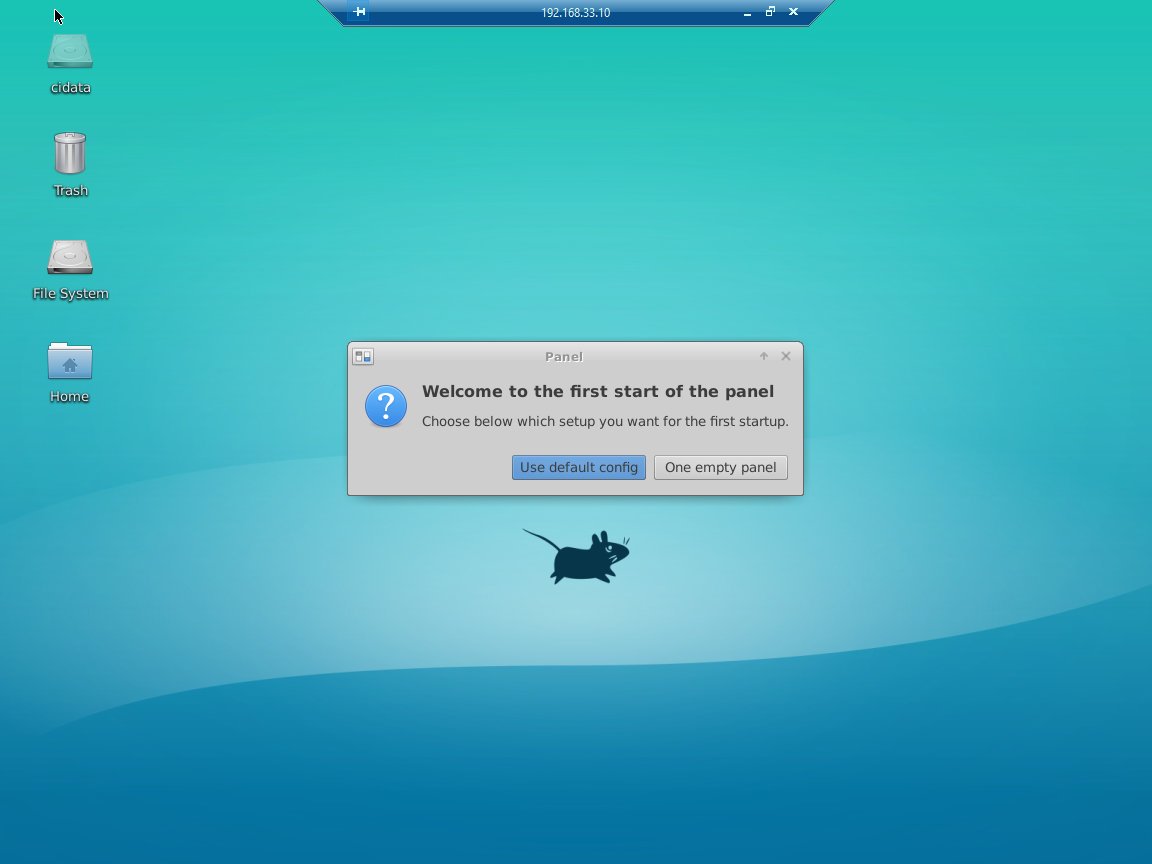 192.168.33.10
cidata
Trash
File System
Home
Panel
Welcome to the first start of the panel
Choose below which setup you want for the first startup.
Use default config
One empty panel